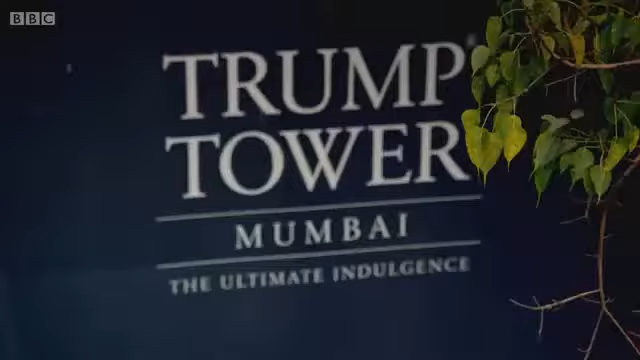 BBC
TRUMP
TOWER
MUMBAI
THE ULTIMATE INDULGENCE